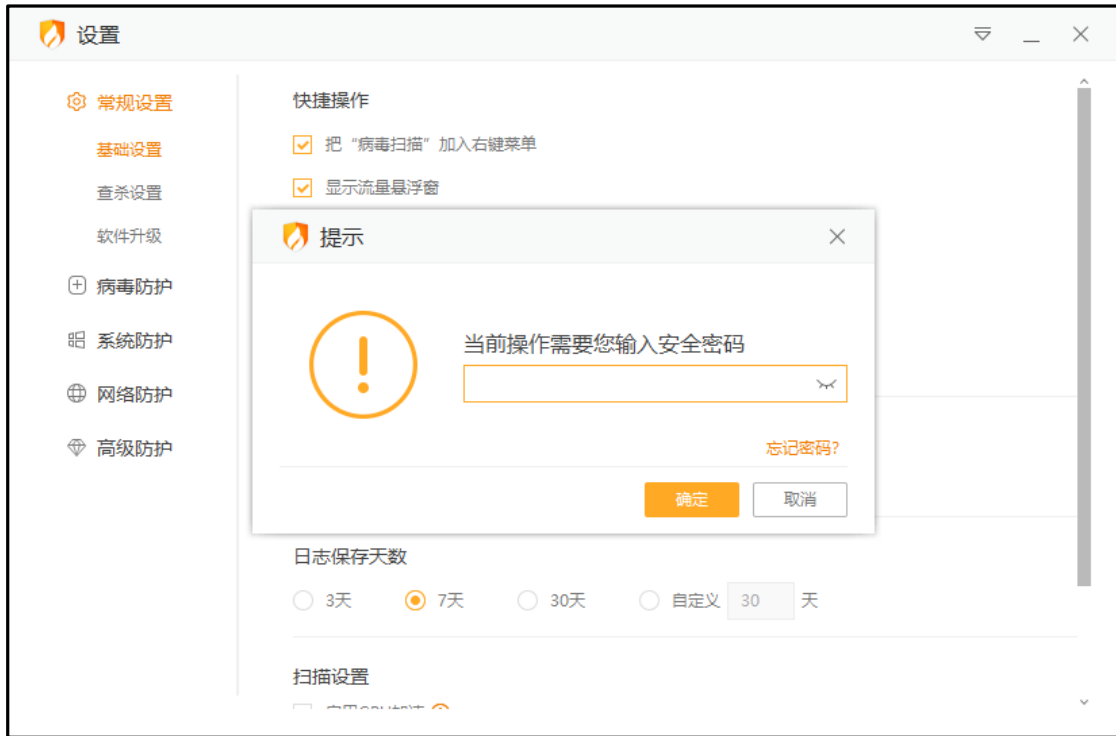 设置
常规设置
基础设置
查杀设置
软件升级
病毒防护
系统防护
网络防护
高级防护
快捷操作
把“病毒扫描”加入右键菜单
显示流量悬浮窗
提示
当前操作需要您输入安全密码
忘记密码?
确定 取消
日志保存天数
3天 7天 30天 自定义 30 天
扫描设置